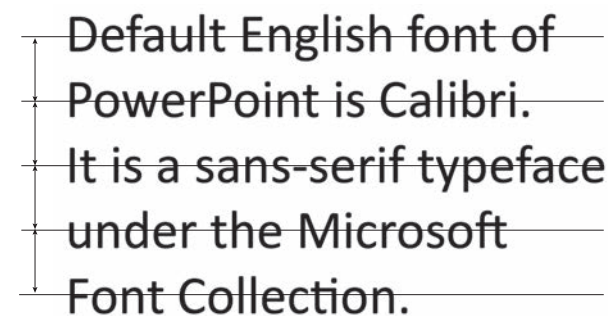 Default English font of
PowerPoint is Calibri.
It is a sans-serif typeface
under the Microsoft
Font Collection.